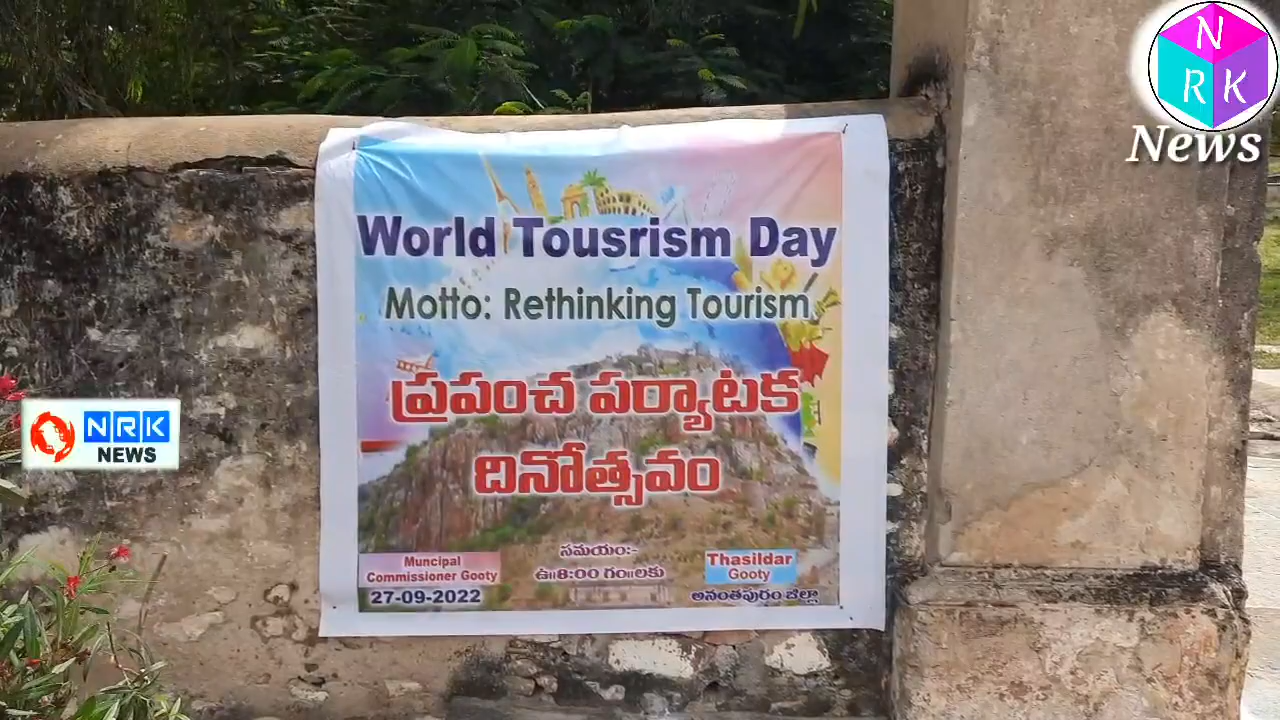 N
R K
News
World Tousrism Day
Motto: Rethinking Tourism
ప్రపంచ పర్యాటక
దినోత్సవం
NRK
NEWS
సమయం:-
ఉ॥8:00 గం॥లకు
Muncipal
Commissioner Gooty
27-09-2022
Thasildar
Gooty
అనంతపురం జిల్లా